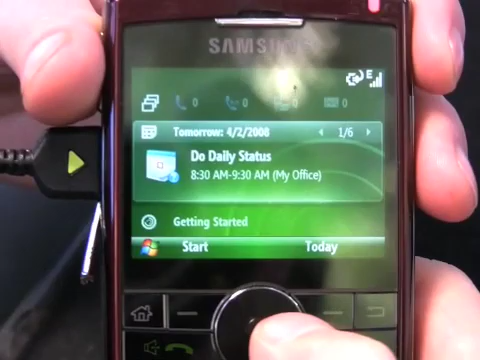 SAMSUNG
E
0 0 0 0
Tomorrow: 4/2/2008 1/6
Do Daily Status
8:30 AM-9:30 AM (My Office)
Getting Started
Start Today